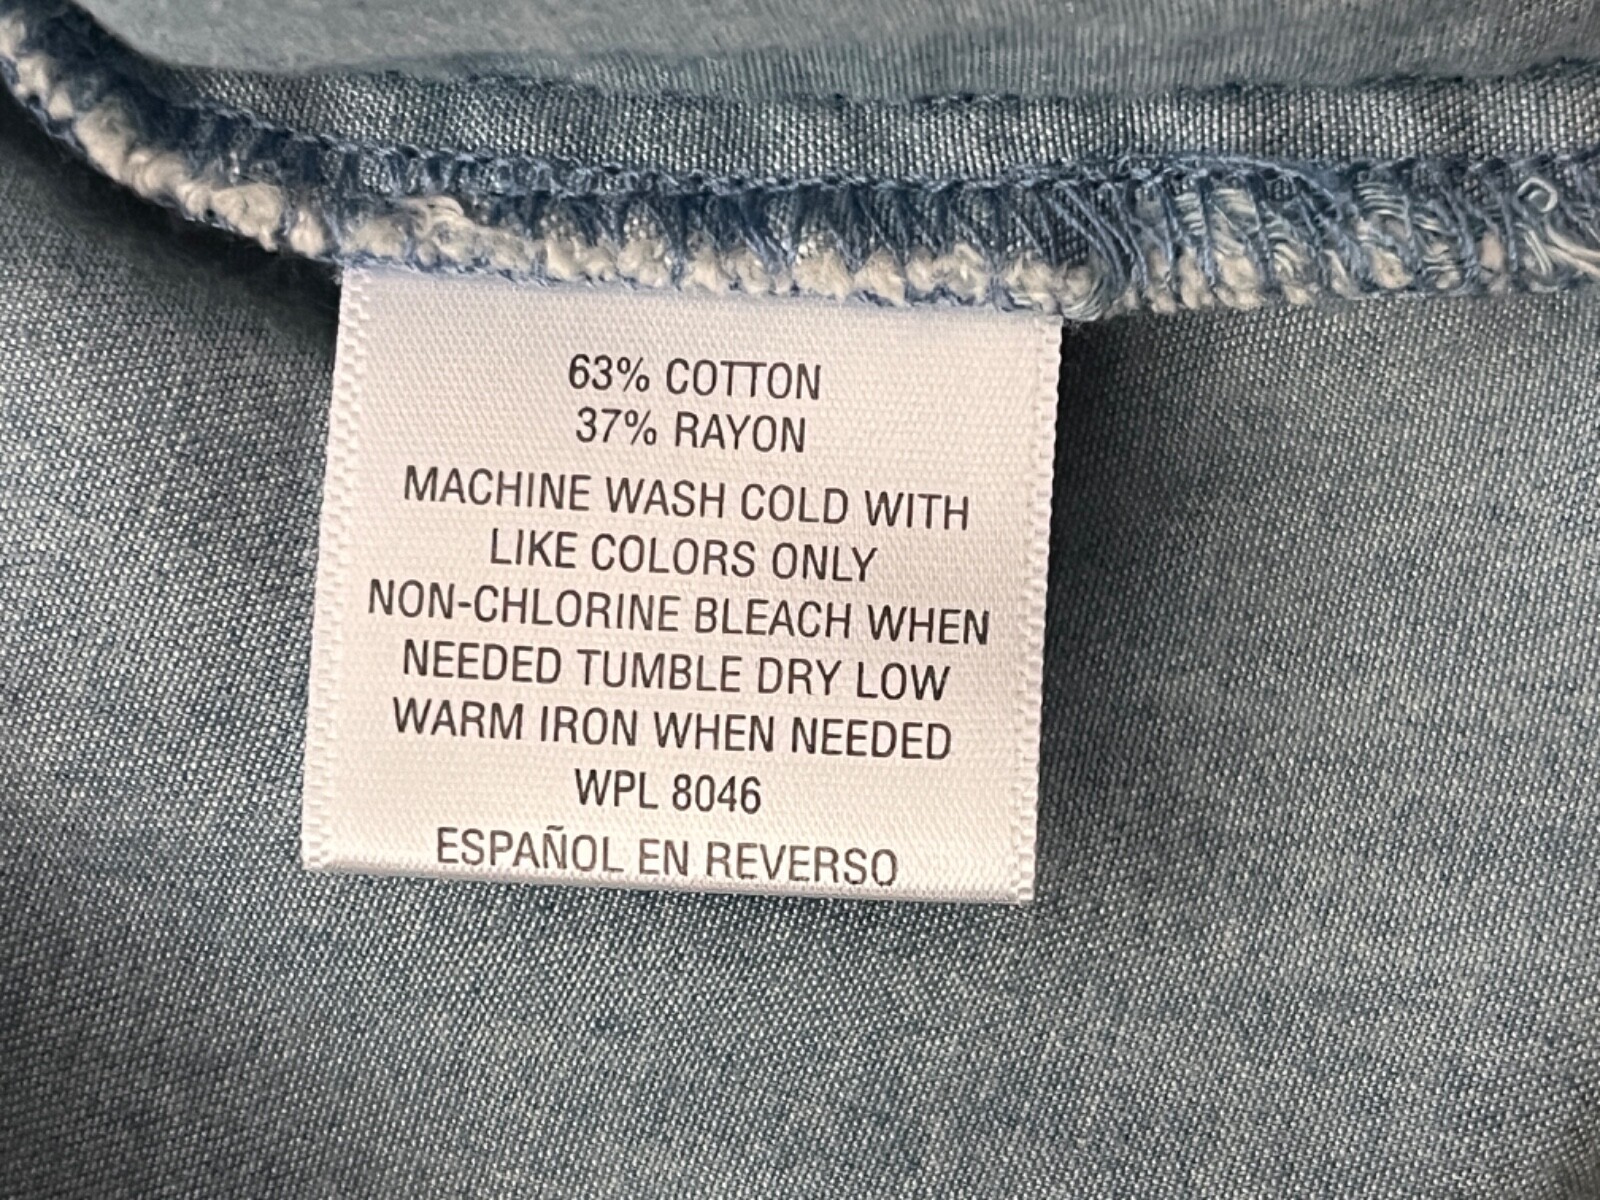 63% COTTON
37% RAYON
MACHINE WASH COLD WITH
LIKE COLORS ONLY
NON-CHLORINE BLEACH WHEN
NEEDED TUMBLE DRY LOW
WARM IRON WHEN NEEDED
WPL 8046
ESPAÑOL EN REVERSO